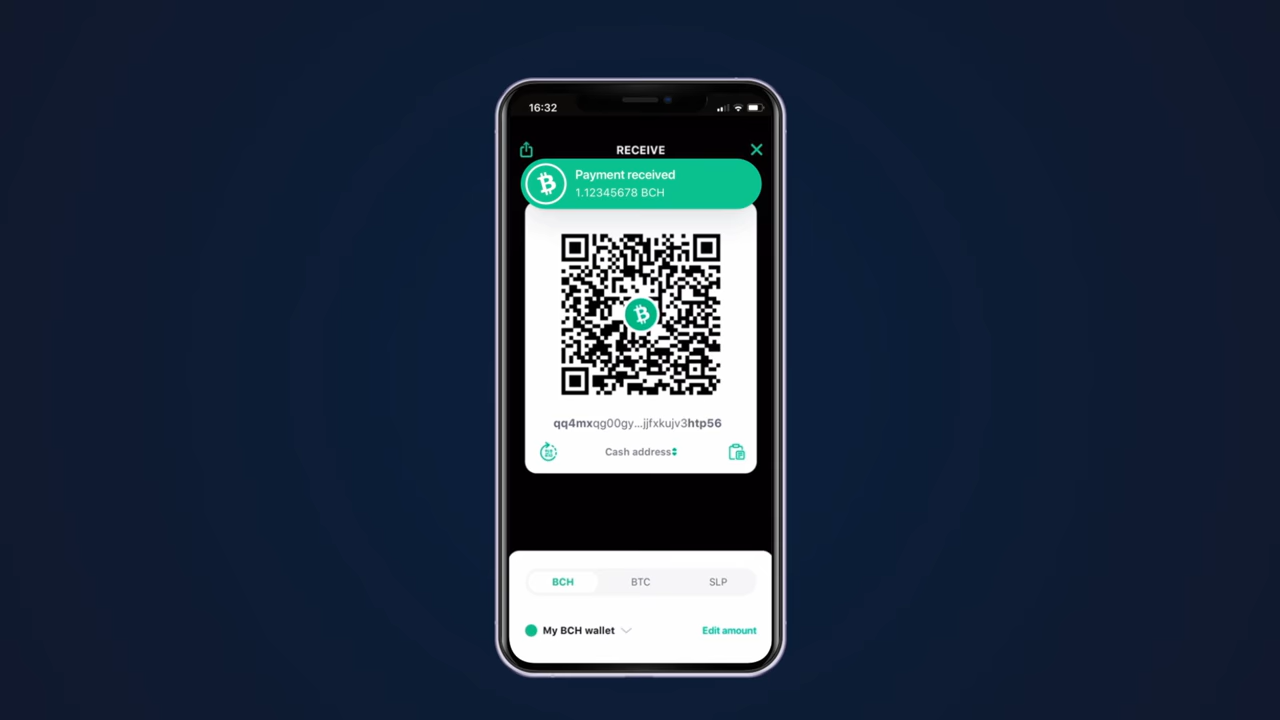 16:32
RECEIVE
Payment received
1.12345678 BCH
qq4mxqg00gy...jjfxkujv3htp56
Cash address
BCH BTC SLP
My BCH wallet Edit amount